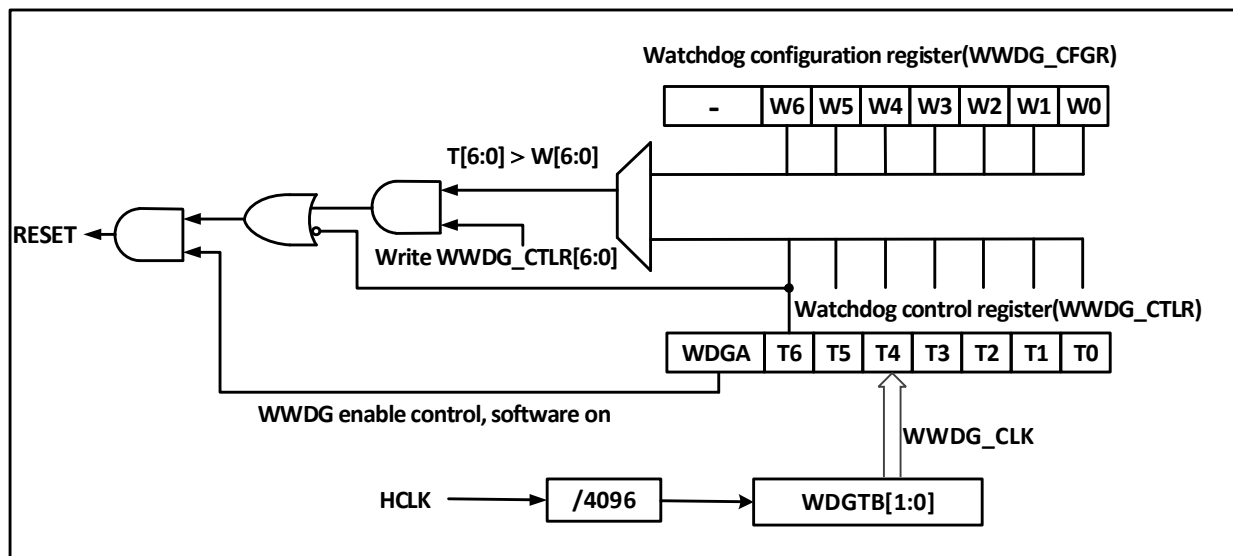 Watchdog configuration register(WWDG_CFGR)
- W6 W5 W4 W3 W2 W1 W0
T[6:0] > W[6:0]
RESET
Write WWDG_CTLR[6:0]
Watchdog control register(WWDG_CTLR)
WDGA T6 T5 T4 T3 T2 T1 T0
WWDG enable control, software on
WWDG_CLK
HCLK /4096 WDGTB[1:0]